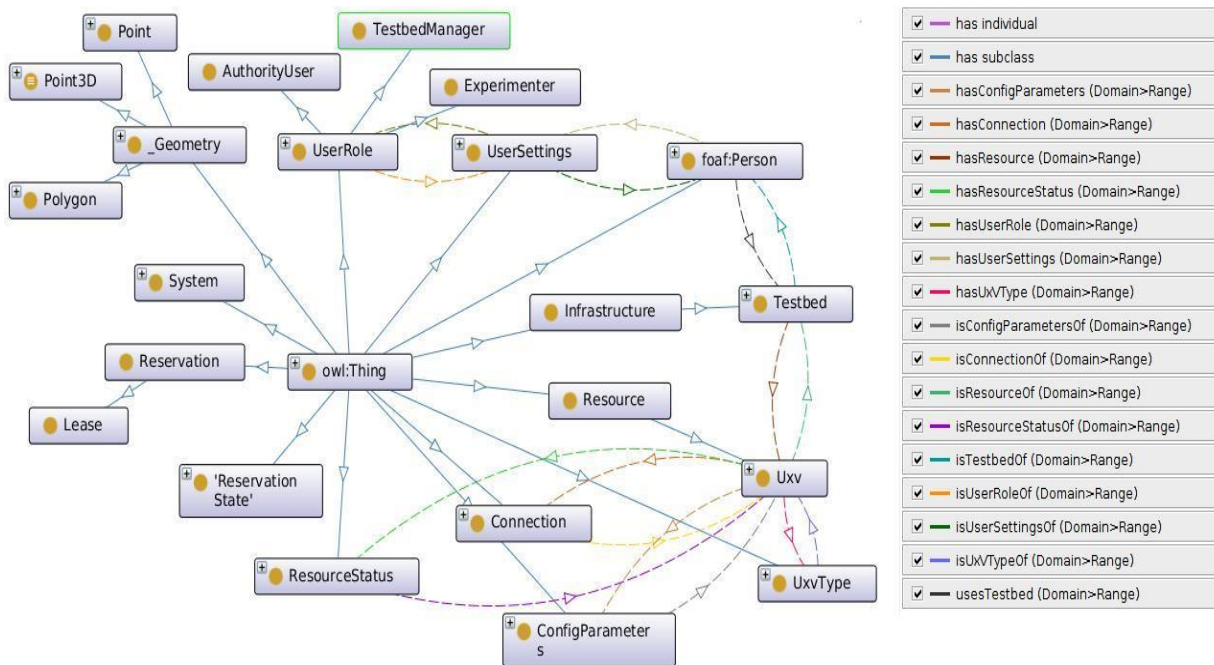 Point
TestbedManager
Point3D
AuthorityUser
Experimenter
_Geometry
UserRole
UserSettings
foaf:Person
Polygon
System
Infrastructure
Testbed
Reservation
owl:Thing
Resource
Lease
'Reservation
State'
Uxv
Connection
ResourceStatus
UxvType
ConfigParameter
s
has individual
has subclass
hasConfigParameters (Domain>Range)
hasConnection (Domain>Range)
hasResource (Domain>Range)
hasResourceStatus (Domain>Range)
hasUserRole (Domain>Range)
hasUserSettings (Domain>Range)
hasUxVType (Domain>Range)
isConfigParametersOf (Domain>Range)
isConnectionOf (Domain>Range)
isResourceOf (Domain>Range)
isResourceStatusOf (Domain>Range)
isTestbedOf (Domain>Range)
isUserRoleOf (Domain>Range)
isUserSettingsOf (Domain>Range)
isUxVTypeOf (Domain>Range)
usesTestbed (Domain>Range)